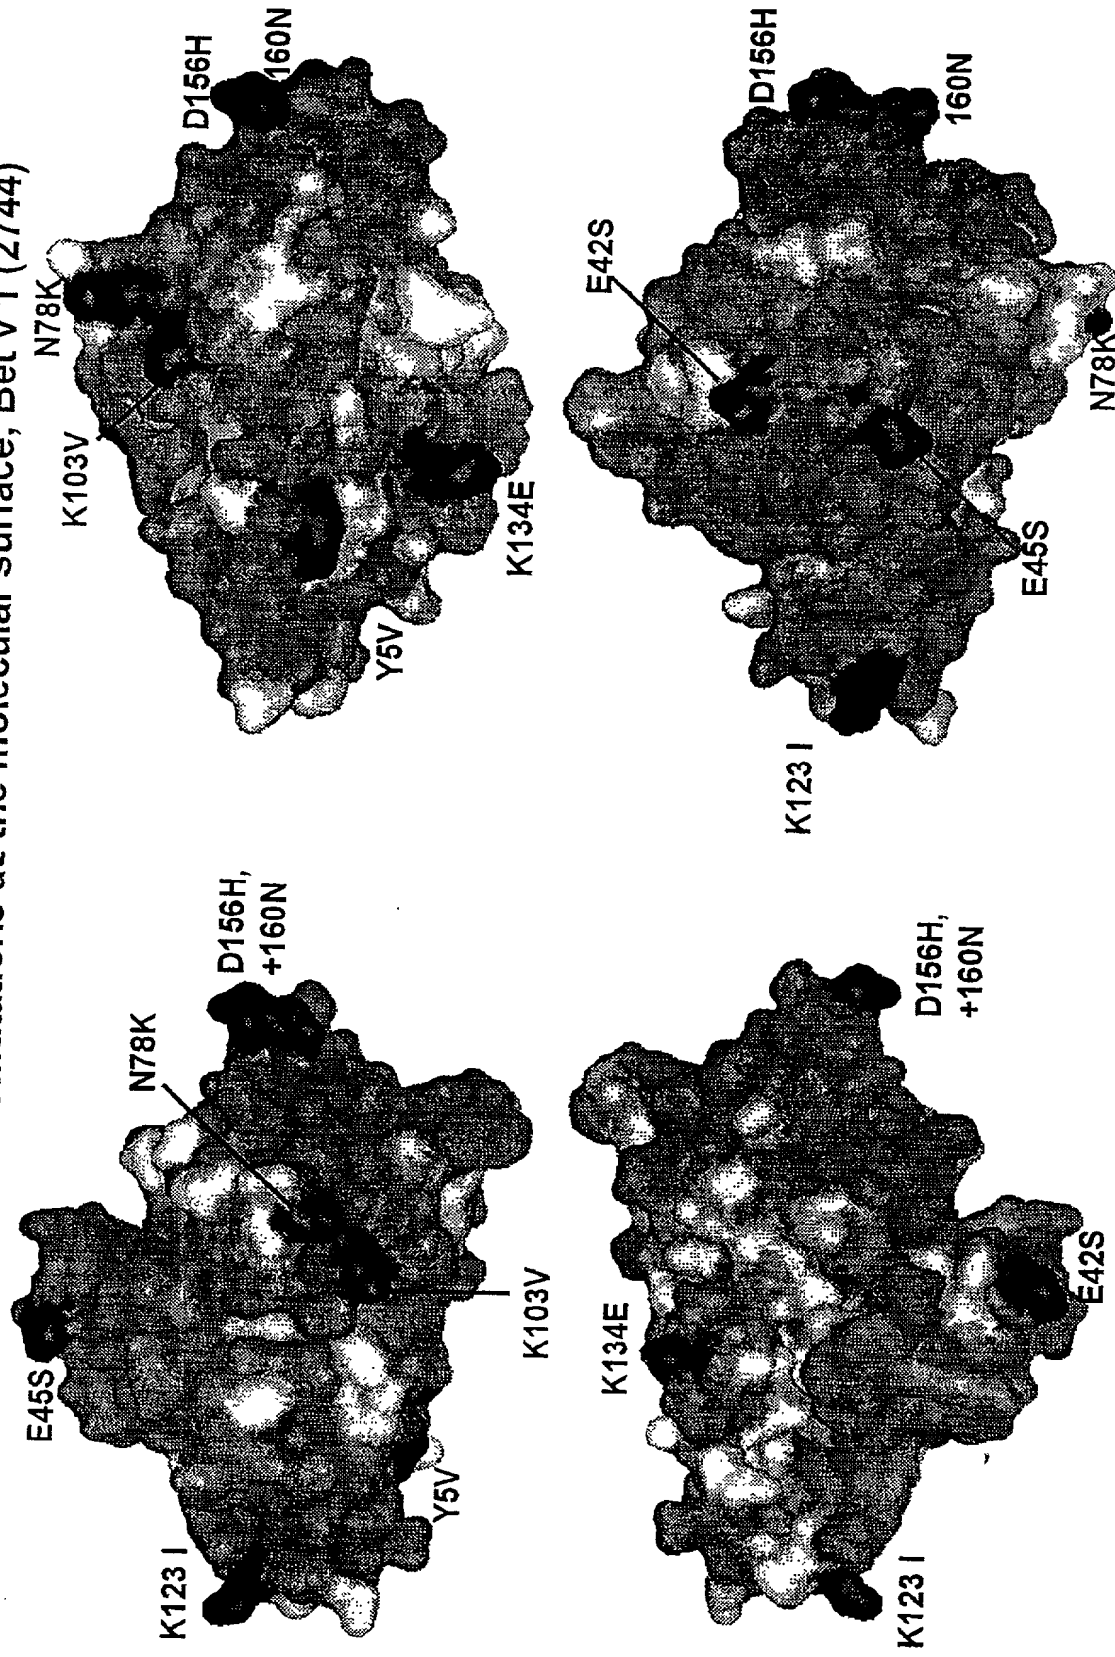 Mutations at the molecular surface, Bet v 1 (2744)
E45S
N78K
K123 I
D156H,
+160N
Y5V
K103V
N78K
K103V
D156H
160N
Y5V
K134E
K134E
K123 I
D156H,
+160N
E42S
E42S
D156H
K123 I
160N
E45S
N78K